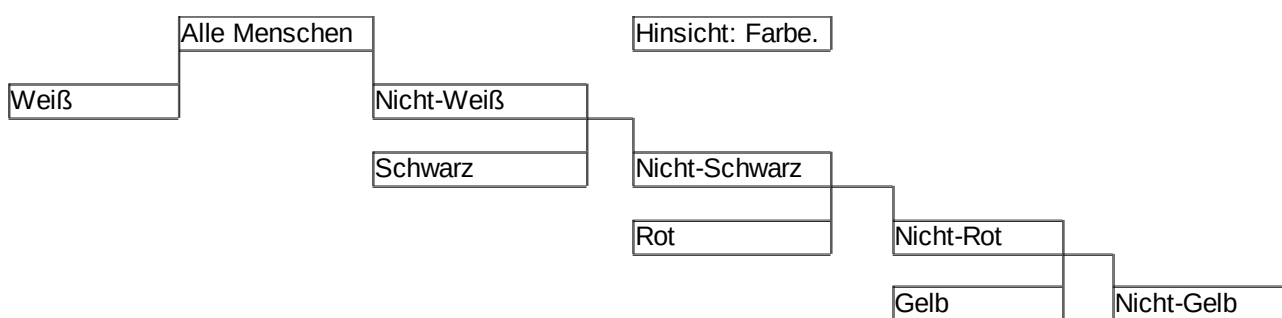 Alle Menschen
Hinsicht: Farbe.
Weiß
Nicht-Weiß
Schwarz
Nicht-Schwarz
Rot
Nicht-Rot
Gelb
Nicht-Gelb